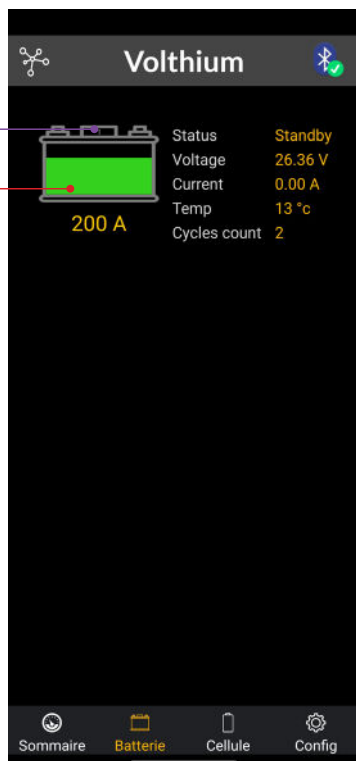 Volthium
Status Standby
Voltage 26.36 V
Current 0.00 A
Temp 13 °c
Cycles count 2
200 A
Sommaire Batterie Cellule Config